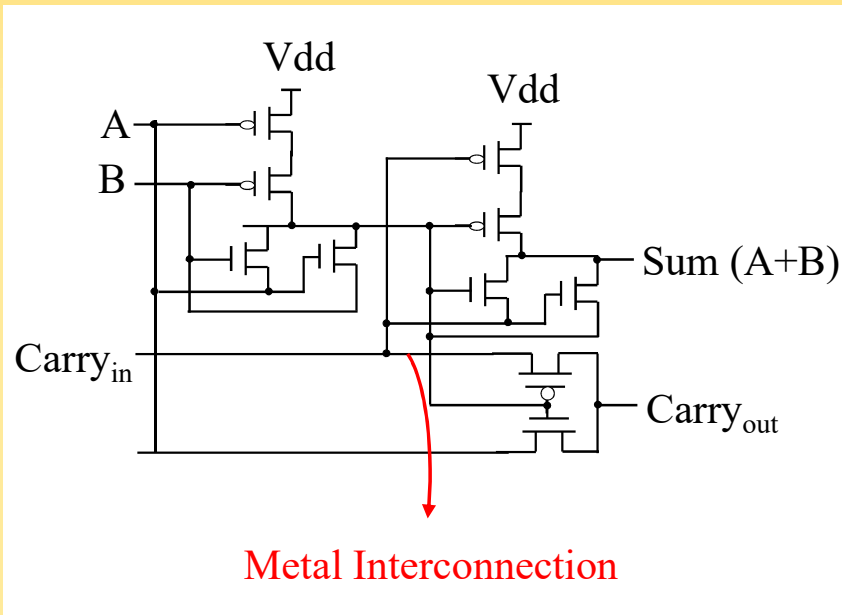 Vdd
Vdd
A
B
Sum (A+B)
Carry_in
Carry_out
Metal Interconnection